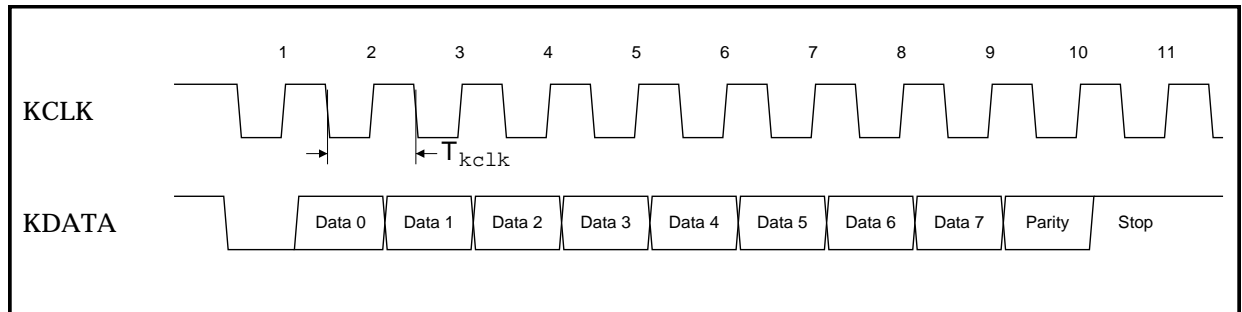 1 2 3 4 5 6 7 8 9 10 11
KCLK
Tkclk
KDATA Data 0 Data 1 Data 2 Data 3 Data 4 Data 5 Data 6 Data 7 Parity Stop